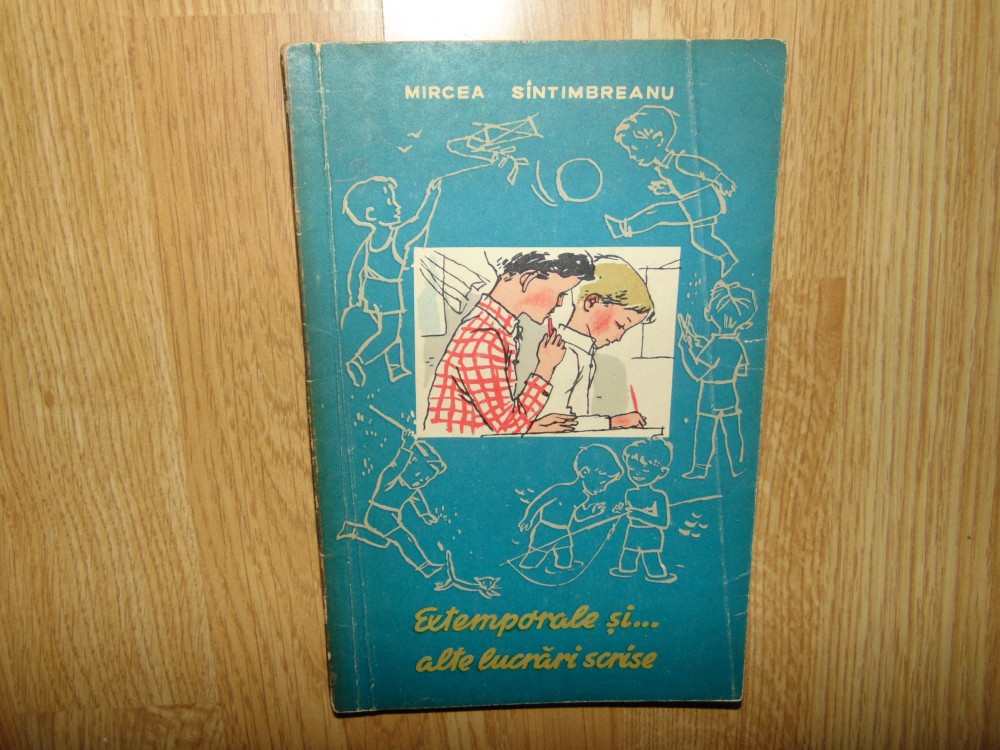 MIRCEA SÎNTIMBREANU
Extemporale și...
alte lucrări scrise